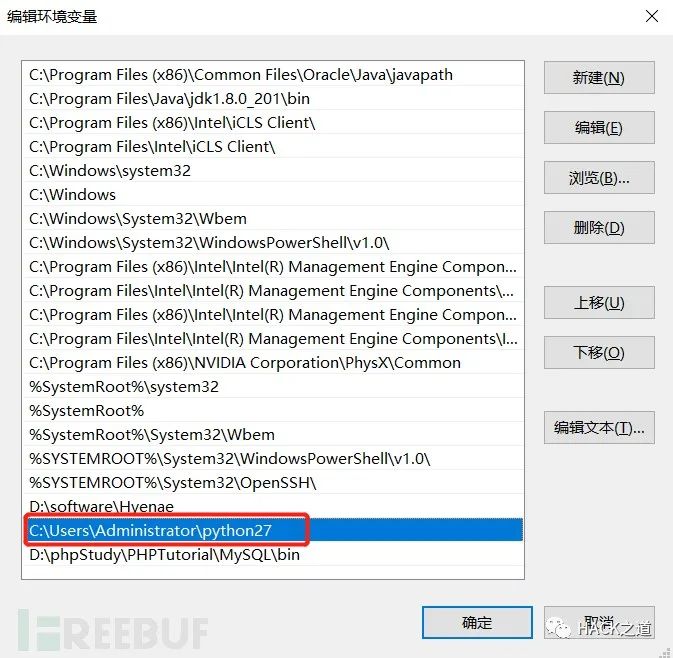 编辑环境变量
C:\Program Files (x86)\Common Files\Oracle\Java\javapath
C:\Program Files\Java\jdk1.8.0_201\bin
C:\Program Files (x86)\Intel\iCLS Client\
C:\Program Files\Intel\iCLS Client\
C:\Windows\system32
C:\Windows
C:\Windows\System32\Wbem
C:\Windows\System32\WindowsPowerShell\v1.0\
C:\Program Files (x86)\Intel\Intel(R) Management Engine Compon...
C:\Program Files\Intel\Intel(R) Management Engine Components\...
C:\Program Files (x86)\Intel\Intel(R) Management Engine Compon...
C:\Program Files\Intel\Intel(R) Management Engine Components\I...
C:\Program Files (x86)\NVIDIA Corporation\PhysX\Common
%SystemRoot%\system32
%SystemRoot%
%SystemRoot%\System32\Wbem
%SYSTEMROOT%\System32\WindowsPowerShell\v1.0\
%SYSTEMROOT%\System32\OpenSSH\
D:\software\Hyenae
C:\Users\Administrator\python27
D:\phpStudy\PHPTutorial\MySQL\bin
新建(N)
编辑(E)
浏览(B)...
删除(D)
上移(U)
下移(O)
编辑文本(T)...
确定
取消
FREEBUF
HACK之道